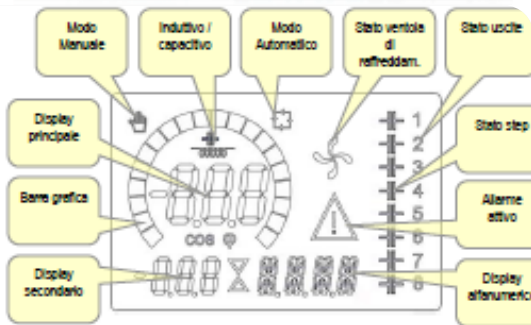 Modo
Manuale
Induttivo /
capacitivo
Modo
Automatico
Stato ventola
di
raffreddam.
Stato uscite
Display
principale
Stato step
Barra grafica
Allarme
attivo
Display
secondario
Display
alfanumerico
COS φ
1
2
3
4
5
6
7
8